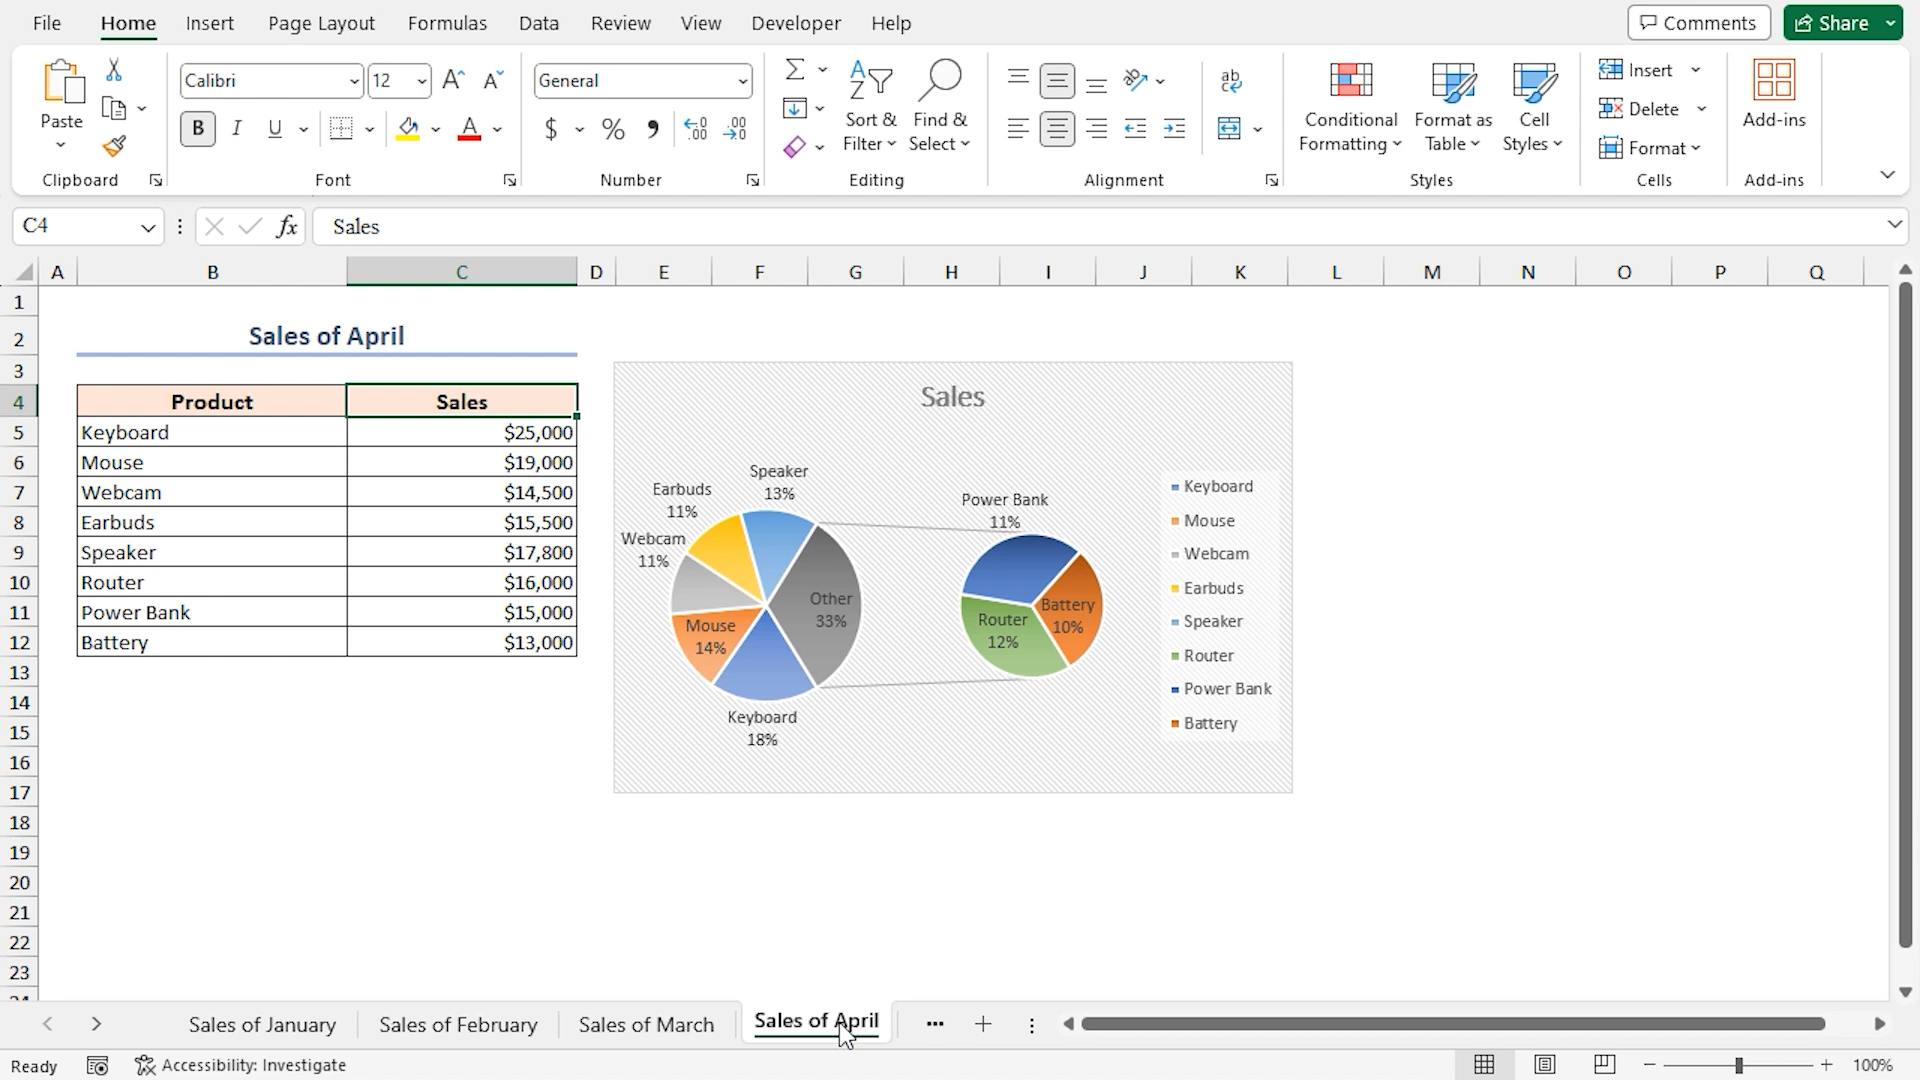 File Home Insert Page Layout Formulas Data Review View Developer Help Comments Share
Calibri 12 General
Paste
B I U
$ % 9
Sort & Filter
Find & Select
ab
Conditional Formatting
Format as Table
Cell Styles
Insert
Delete
Format
Add-ins
Clipboard Font Number Editing Alignment Styles Cells Add-ins
C4 fx Sales
A B C D E F G H I J K L M N O P Q
1
2 Sales of April
3
4 Product Sales
5 Keyboard $25,000
6 Mouse $19,000
7 Webcam $14,500
8 Earbuds $15,500
9 Speaker $17,800
10 Router $16,000
11 Power Bank $15,000
12 Battery $13,000
13
14
15
16
17
18
19
20
21
22
23
Sales
Speaker
13%
Earbuds
11%
Webcam
11%
Other
33%
Mouse
14%
Keyboard
18%
Power Bank
11%
Battery
10%
Router
12%
Keyboard
Mouse
Webcam
Earbuds
Speaker
Router
Power Bank
Battery
Sales of January Sales of February Sales of March Sales of April
Ready Accessibility: Investigate 100%